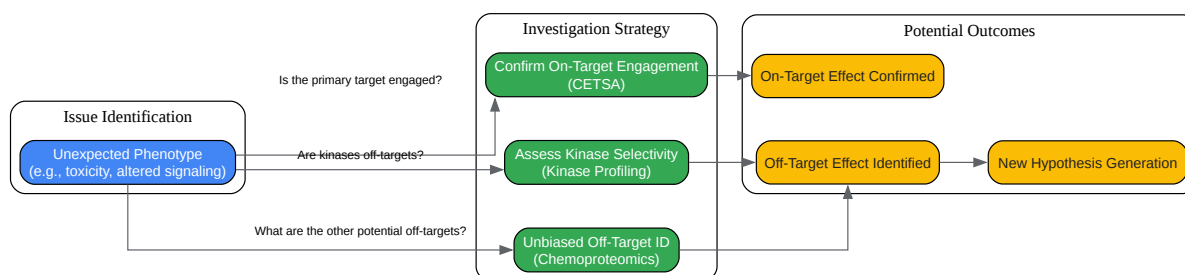 Investigation Strategy
Potential Outcomes
Confirm On-Target Engagement
(CETSA)
Is the primary target engaged?
On-Target Effect Confirmed
Issue Identification
Unexpected Phenotype
(e.g., toxicity, altered signaling)
Are kinases off-targets?
Assess Kinase Selectivity
(Kinase Profiling)
Off-Target Effect Identified
New Hypothesis Generation
What are the other potential off-targets?
Unbiased Off-Target ID
(Chemoproteomics)